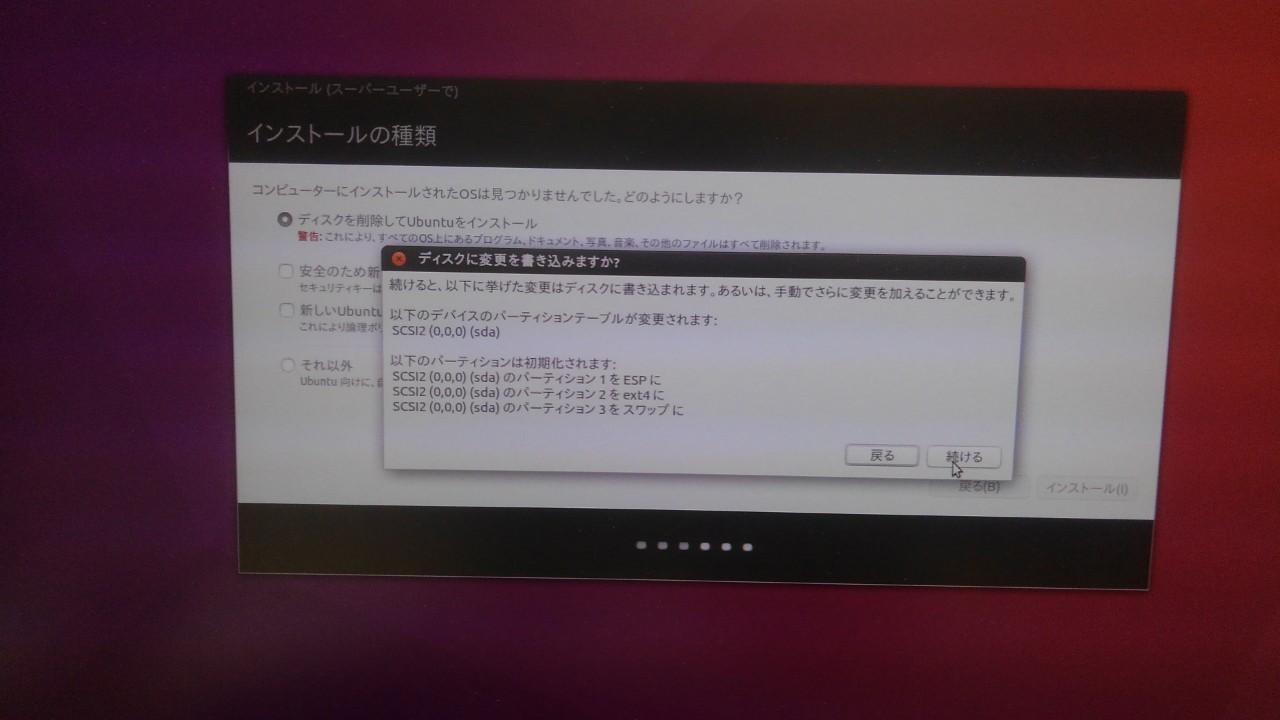 インストール (スーパーユーザーで)
インストールの種類
コンピューターにインストールされたOSは見つかりませんでした。どのようにしますか?
ディスクを削除してUbuntuをインストール
警告: これにより、すべてのOS上にあるプログラム、ドキュメント、写真、音楽、その他のファイルはすべて削除されます。
ディスクに変更を書き込みますか?
安全のため新
続けると、以下に挙げた変更はディスクに書き込まれます。あるいは、手動でさらに変更を加えることができます。
セキュリティキーは
新しいUbuntu
以下のデバイスのパーティションテーブルが変更されます:
これにより論理ボリ
SCSI2 (0,0,0) (sda)
それ以外
以下のパーティションは初期化されます:
Ubuntu 向けに、
SCSI2 (0,0,0) (sda) のパーティション 1 を ESP に
SCSI2 (0,0,0) (sda) のパーティション 2 を ext4 に
SCSI2 (0,0,0) (sda) のパーティション 3 を スワップ に
戻る 続ける
戻る(B) インストール(I)